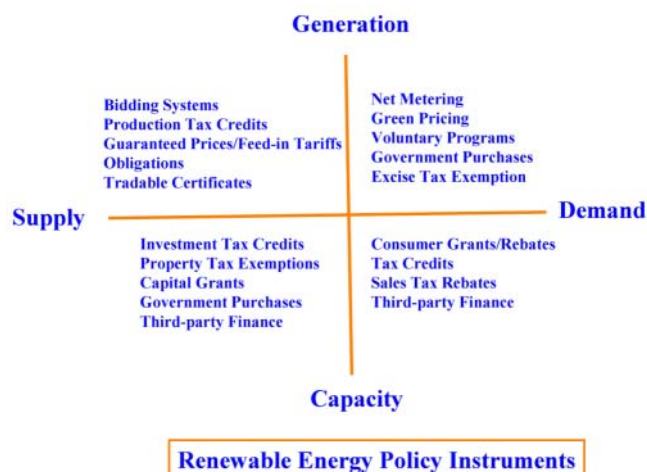 Generation
Bidding Systems
Production Tax Credits
Guaranteed Prices/Feed-in Tariffs
Obligations
Tradable Certificates
Net Metering
Green Pricing
Voluntary Programs
Government Purchases
Excise Tax Exemption
Supply
Demand
Investment Tax Credits
Property Tax Exemptions
Capital Grants
Government Purchases
Third-party Finance
Consumer Grants/Rebates
Tax Credits
Sales Tax Rebates
Third-party Finance
Capacity
Renewable Energy Policy Instruments